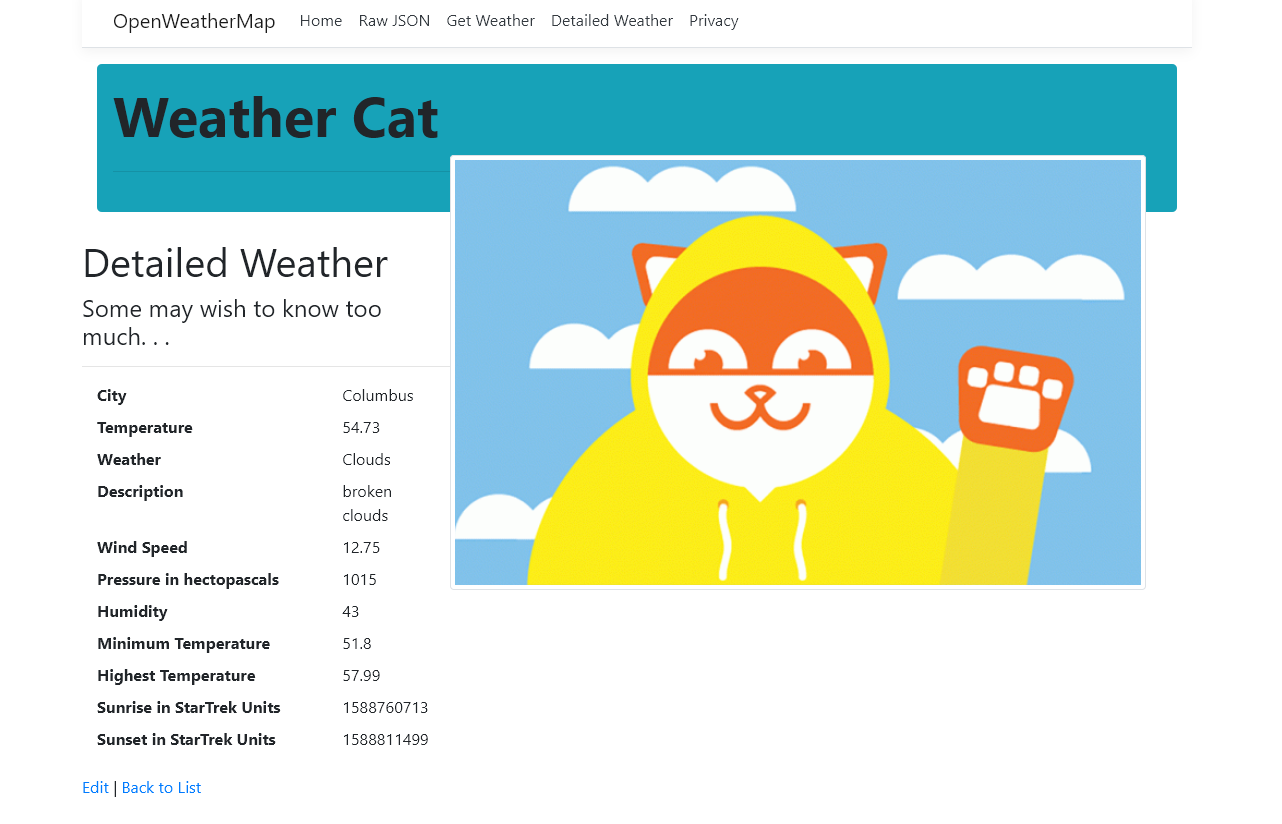 OpenWeatherMap Home Raw JSON Get Weather Detailed Weather Privacy
Weather Cat
Detailed Weather
Some may wish to know too
much. . .
City Columbus
Temperature 54.73
Weather Clouds
Description broken
clouds
Wind Speed 12.75
Pressure in hectopascals 1015
Humidity 43
Minimum Temperature 51.8
Highest Temperature 57.99
Sunrise in StarTrek Units 1588760713
Sunset in StarTrek Units 1588811499
Edit | Back to List